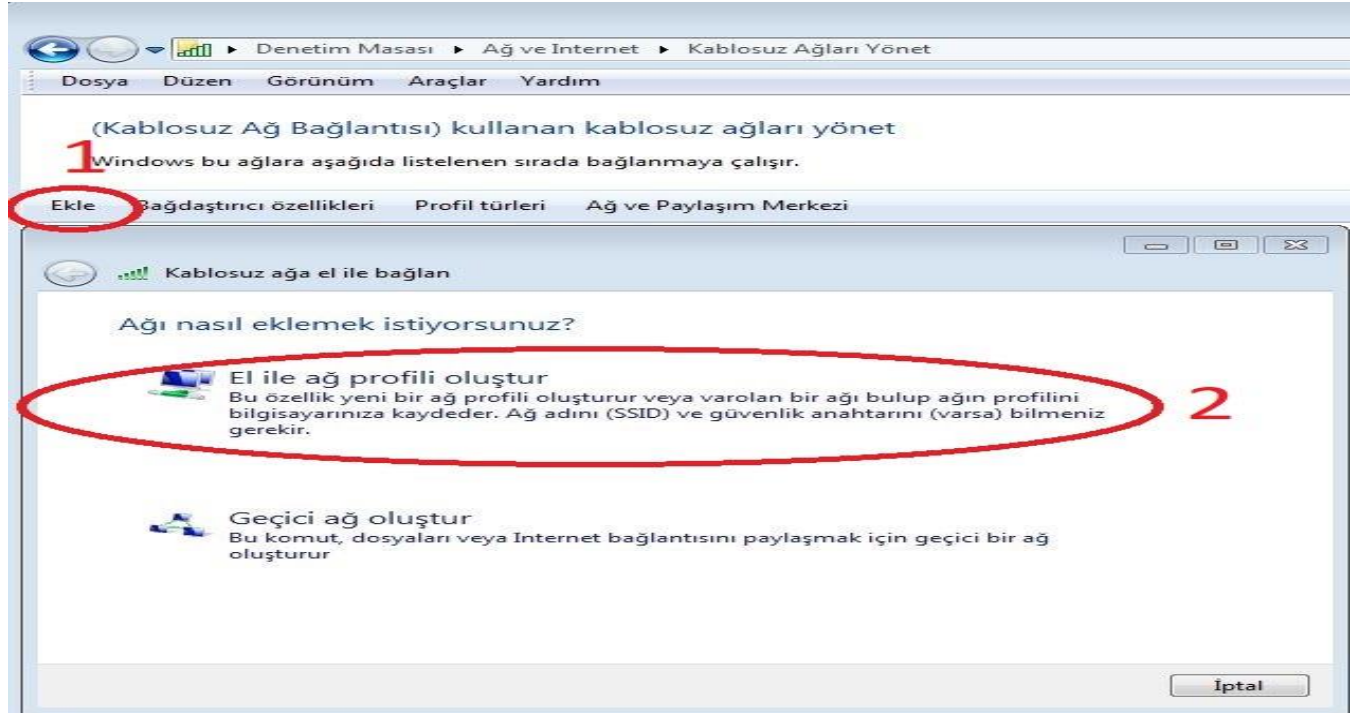 Denetim Masası Ağ ve Internet Kablosuz Ağları Yönet
Dosya Düzen Görünüm Araçlar Yardım
(Kablosuz Ağ Bağlantısı) kullanan kablosuz ağları yönet
1
Windows bu ağlara aşağıda listelenen sırada bağlanmaya çalışır.
Ekle Bağdaştırıcı özellikleri Profil türleri Ağ ve Paylaşım Merkezi
Kablosuz ağa el ile bağlan
Ağı nasıl eklemek istiyorsunuz?
El ile ağ profili oluştur
Bu özellik yeni bir ağ profili oluşturur veya varolan bir ağı bulup ağın profilini
bilgisayarınıza kaydeder. Ağ adını (SSID) ve güvenlik anahtarını (varsa) bilmeniz
gerekir.
2
Geçici ağ oluştur
Bu komut, dosyaları veya Internet bağlantısını paylaşmak için geçici bir ağ
oluşturur
İptal